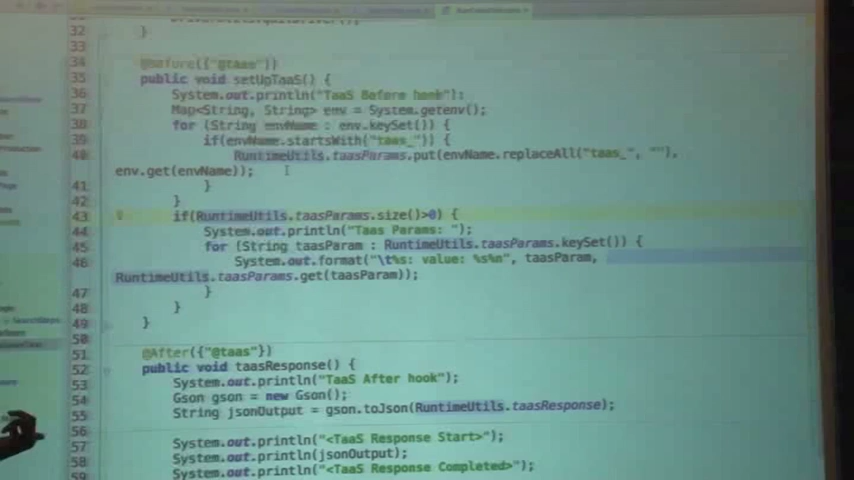 32 }
33
34 @Before({"@taas"})
35 public void setUpTaaS() {
36 System.out.println("TaaS Before hook");
37 Map<String, String> env = System.getenv();
38 for (String envName : env.keySet()) {
39 if(envName.startsWith("taas_")) {
40 RuntimeUtils.taasParams.put(envName.replaceAll("taas_", ""),
env.get(envName));
41 }
42 }
43 if(RuntimeUtils.taasParams.size()>0) {
44 System.out.println("Taas Params: ");
45 for (String taasParam : RuntimeUtils.taasParams.keySet()) {
46 System.out.format("\t%s: value: %s%n", taasParam,
RuntimeUtils.taasParams.get(taasParam));
47 }
48 }
49 }
50
51 @After({"@taas"})
52 public void taasResponse() {
53 System.out.println("TaaS After hook");
54 Gson gson = new Gson();
55 String jsonOutput = gson.toJson(RuntimeUtils.taasResponse);
56
57 System.out.println("<TaaS Response Start>");
58 System.out.println(jsonOutput);
59 System.out.println("<TaaS Response Completed>");